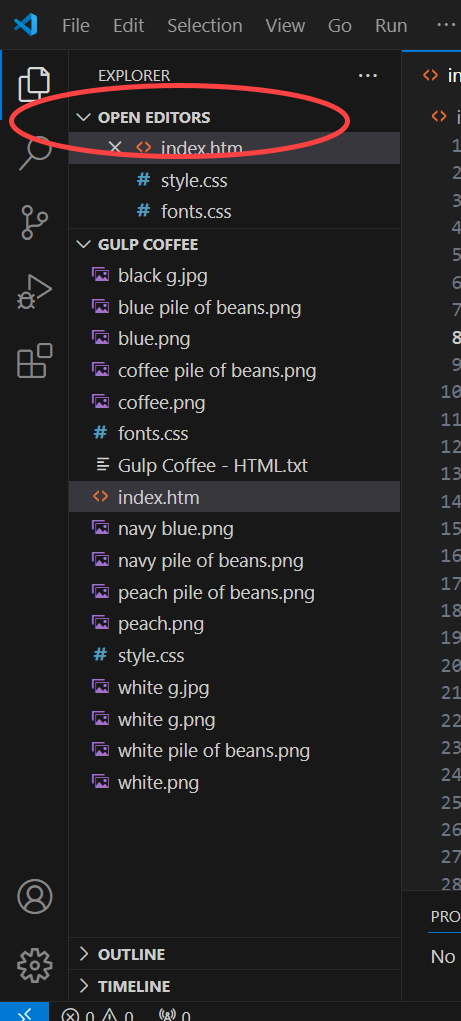 File Edit Selection View Go Run ···
EXPLORER ···
OPEN EDITORS
index.htm
# style.css
# fonts.css
GULP COFFEE
black g.jpg
blue pile of beans.png
blue.png
coffee pile of beans.png
coffee.png
# fonts.css
Gulp Coffee - HTML.txt
index.htm
navy blue.png
navy pile of beans.png
peach pile of beans.png
peach.png
# style.css
white g.jpg
white g.png
white pile of beans.png
white.png
OUTLINE
TIMELINE
0 0 0
in
i
1
2
3
4
5
6
7
8
9
10
11
12
13
14
15
16
17
18
19
20
21
22
23
24
25
26
27
28
PRO
No